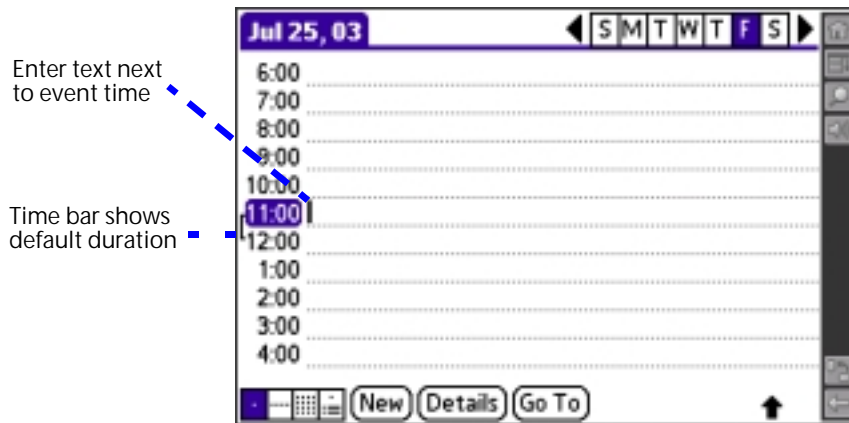 Jul 25, 03 S M T W T F S
Enter text next
to event time
Time bar shows
default duration
6:00
7:00
8:00
9:00
10:00
11:00
12:00
1:00
2:00
3:00
4:00
New Details Go To